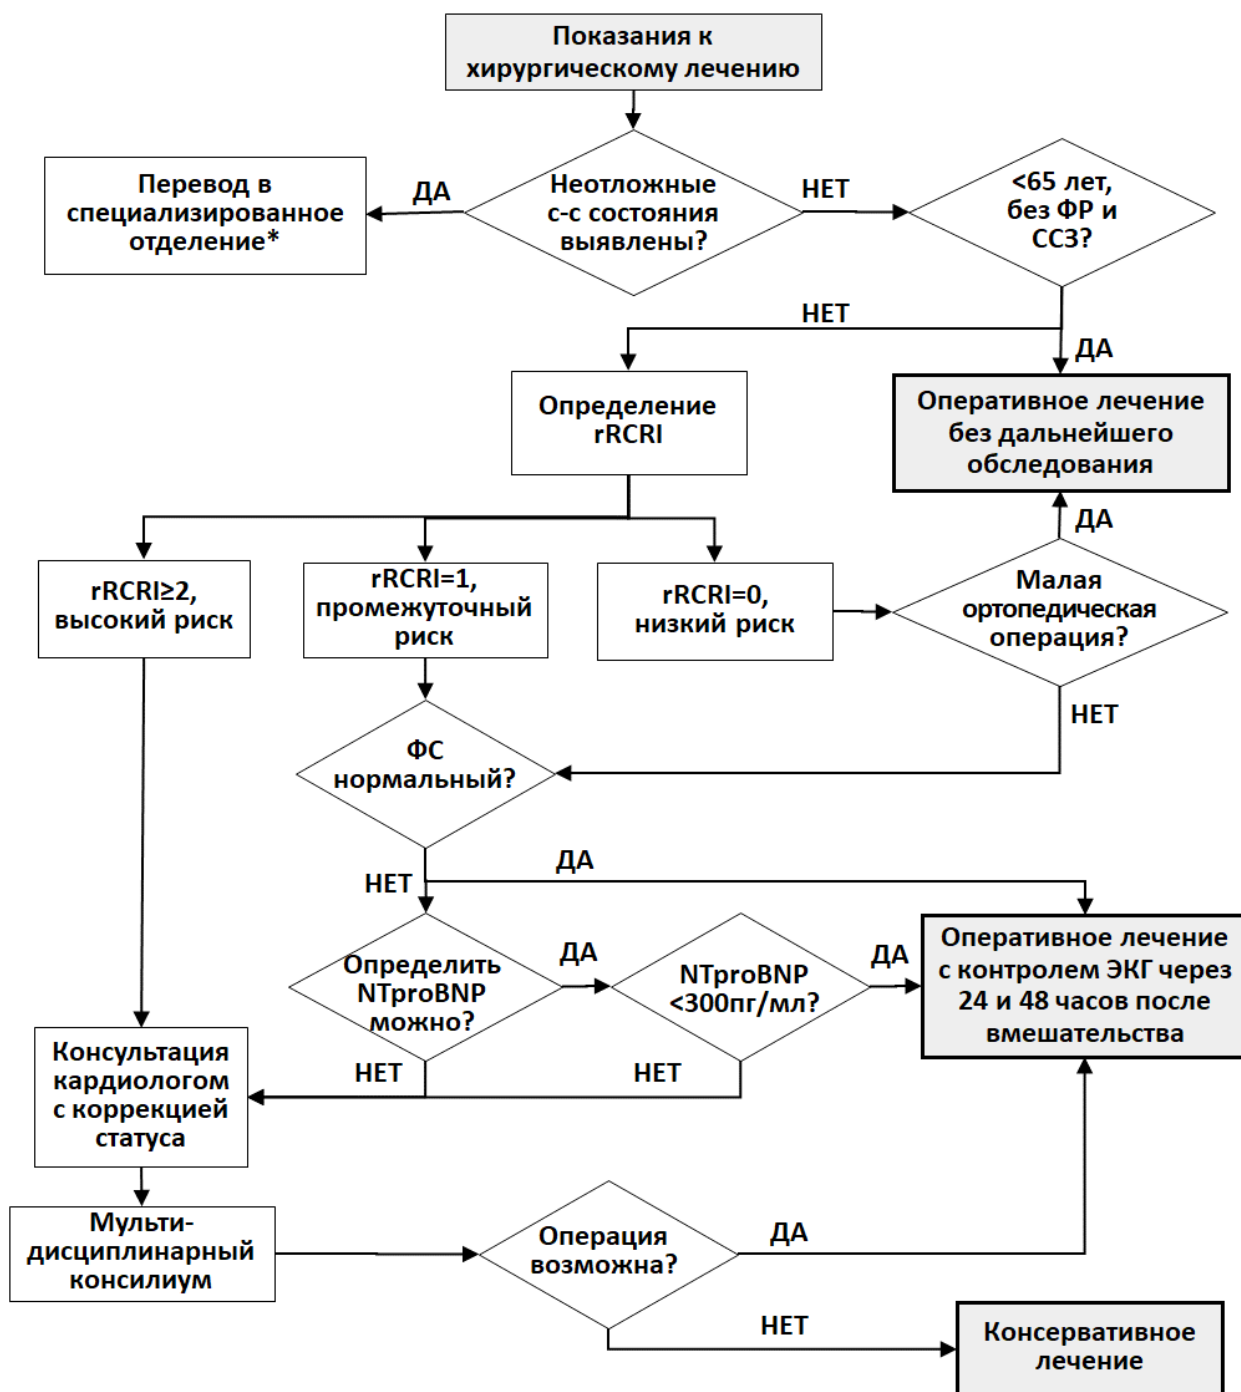 Показания к
хирургическому лечению
Перевод в
специализированное
отделение*
ДА
Неотложные
с-с состояния
выявлены?
НЕТ
<65 лет,
без ФР и
ССЗ?
НЕТ
ДА
Определение
rRCRI
Оперативное лечение
без дальнейшего
обследования
ДА
rRCRI≥2,
высокий риск
rRCRI=1,
промежуточный
риск
rRCRI=0,
низкий риск
Малая
ортопедическая
операция?
НЕТ
ФС
нормальный?
ДА
НЕТ
Определить
NTproBNP
можно?
ДА
NTproBNP
<300пг/мл?
ДА
Оперативное лечение
с контролем ЭКГ через
24 и 48 часов после
вмешательства
НЕТ
НЕТ
Консультация
кардиологом
с коррекцией
статуса
Мульти-
дисциплинарный
консилиум
Операция
возможна?
ДА
НЕТ
Консервативное
лечение